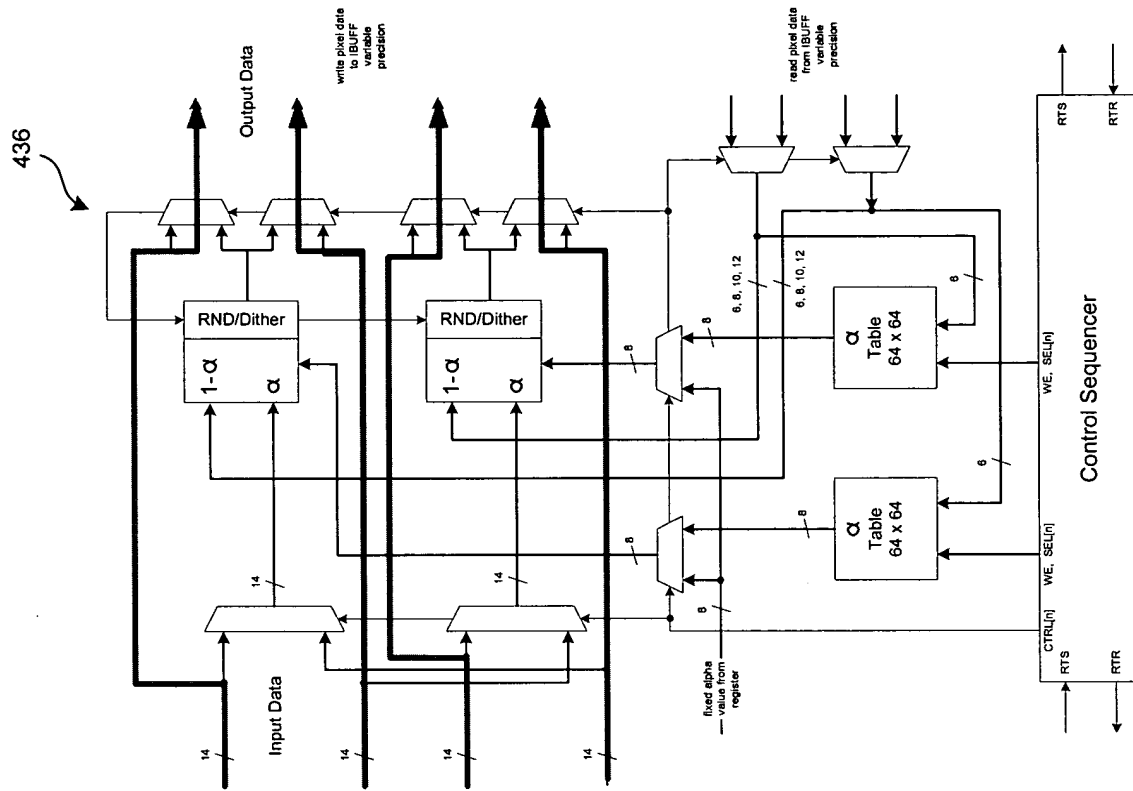 436
Output Data
write pixel data
to IBUFF
variable
precision
RND/Dither
1-α
α
RND/Dither
1-α
α
14
14
Input Data
14
14
14
14
8
8
8
8
8
fixed alpha
value from
register
6, 8, 10, 12
6, 8, 10, 12
read pixel data
from IBUFF
variable
precision
α
Table
64 x 64
α
Table
64 x 64
6
6
CTRL[n]
WE, SEL[n]
WE, SEL[n]
Control Sequencer
RTS
RTR
RTS
RTR